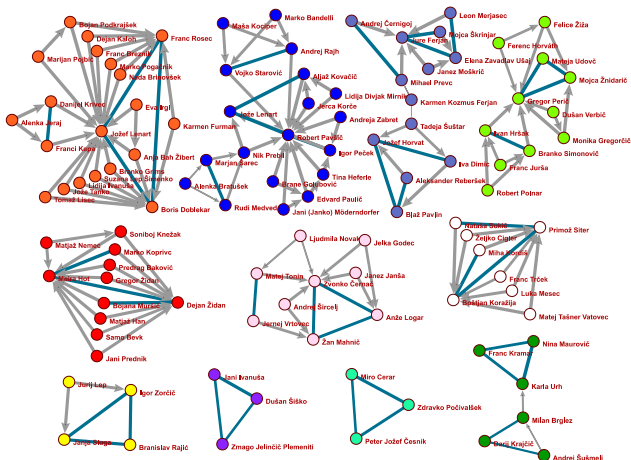 Bojan Podkrajšek
Dejan Kaloh
Franc Rosec
Franc Breznik
Marijan Pojbič
Marko Pogačnik
Nada Brinovšek
Danijel Krivec
Eva Irgl
Alenka Jeraj
Jožef Lenart
Karmen Furman
Franci Kepa
Anja Bah Žibert
Branko Grims
Suzana Lep Šimenko
Lidija Ivanuša
Jože Tanko
Tomaž Lisec
Boris Doblekar
Marko Bandelli
Maša Kociper
Andrej Rajh
Vojko Starović
Aljaž Kovačič
Lidija Divjak Mirnik
Jerca Korče
Jože Lenart
Andreja Zabret
Robert Pavšič
Igor Peček
Nik Prebil
Marjan Šarec
Tina Heferle
Brane Golubović
Alenka Bratušek
Edvard Paulič
Rudi Medved
Jani (Janko) Möderndorfer
Leon Merjasec
Andrej Černigoj
Mojca Škrinjar
Jure Ferjan
Elena Zavadlav Ušaj
Janez Moškrič
Mihael Prevc
Karmen Kozmus Ferjan
Tadeja Šuštar
Jožef Horvat
Iva Dimic
Aleksander Reberšek
Blaž Pavlin
Felice Žiža
Ferenc Horváth
Mateja Udovč
Mojca Žnidarič
Gregor Perič
Dušan Verbič
Ivan Hršak
Monika Gregorčič
Branko Simonovič
Franc Jurša
Robert Polnar
Soniboj Knežak
Matjaž Nemec
Marko Koprivc
Predrag Baković
Meira Hot
Gregor Židan
Bojana Muršič
Dejan Židan
Matjaž Han
Samo Bevk
Jani Prednik
Ljudmila Novak
Jelka Godec
Matej Tonin
Janez Janša
Zvonko Černač
Andrej Šircelj
Anže Logar
Jernej Vrtovec
Žan Mahnič
Nataša Sukič
Primož Siter
Željko Cigler
Miha Kordiš
Franc Trček
Luka Mesec
Boštjan Koražija
Matej Tašner Vatovec
Jurij Lep
Igor Zorčič
Janja Sluga
Branislav Rajić
Jani Ivanuša
Dušan Šiško
Zmago Jelinčič Plemeniti
Miro Cerar
Zdravko Počivalšek
Peter Jožef Česnik
Nina Maurovič
Franc Kramar
Karla Urh
Milan Brglez
Darij Krajčič
Andrej Šušmelj